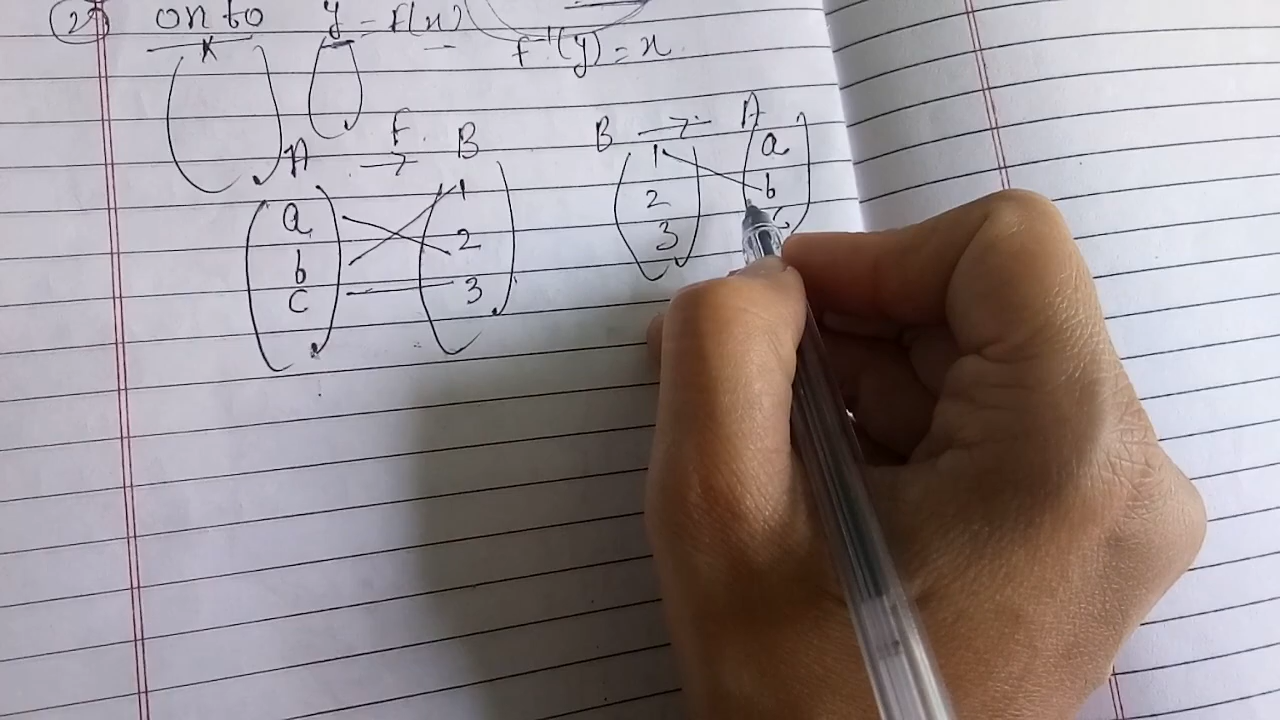 (2) onto y = f(x)
f⁻¹(y) = x
A f → B
a 1
b 2
c 3
B → A
1 a
2 b
3 c